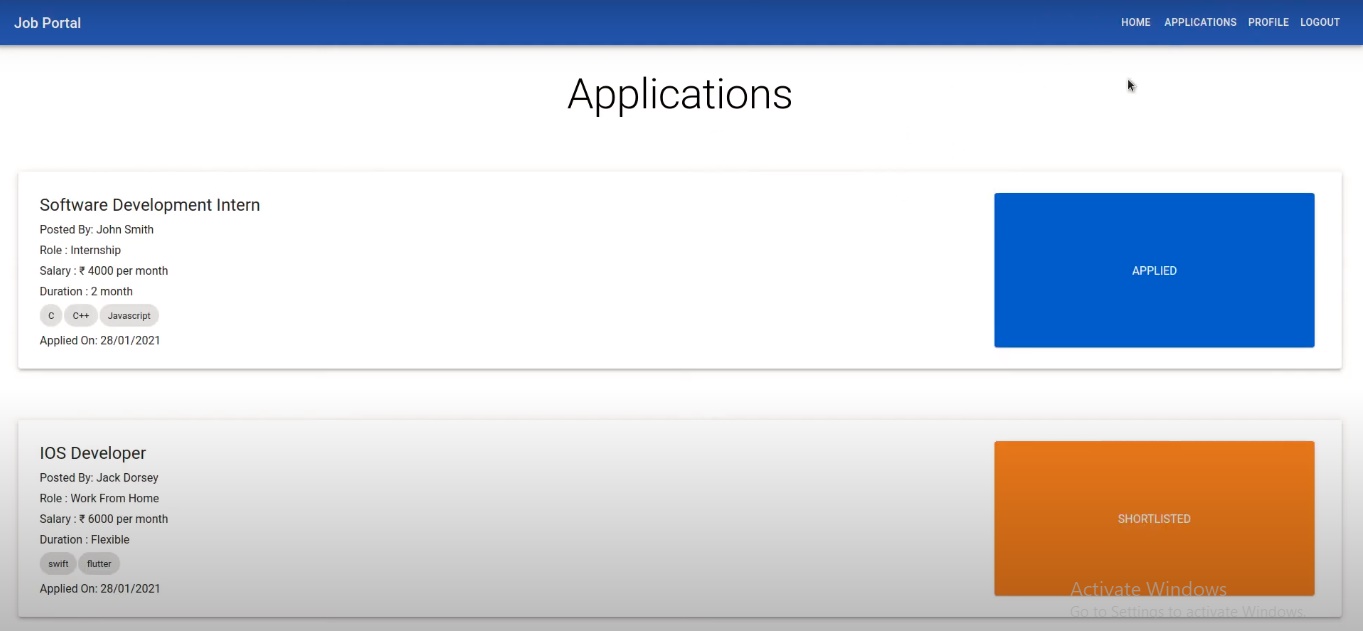 Job Portal
HOME APPLICATIONS PROFILE LOGOUT
Applications
Software Development Intern
Posted By: John Smith
Role : Internship
Salary : ₹ 4000 per month
Duration : 2 month
C C++ Javascript
Applied On: 28/01/2021
APPLIED
IOS Developer
Posted By: Jack Dorsey
Role : Work From Home
Salary : ₹ 6000 per month
Duration : Flexible
swift flutter
Applied On: 28/01/2021
SHORTLISTED
Activate Windows
Go to Settings to activate Windows.